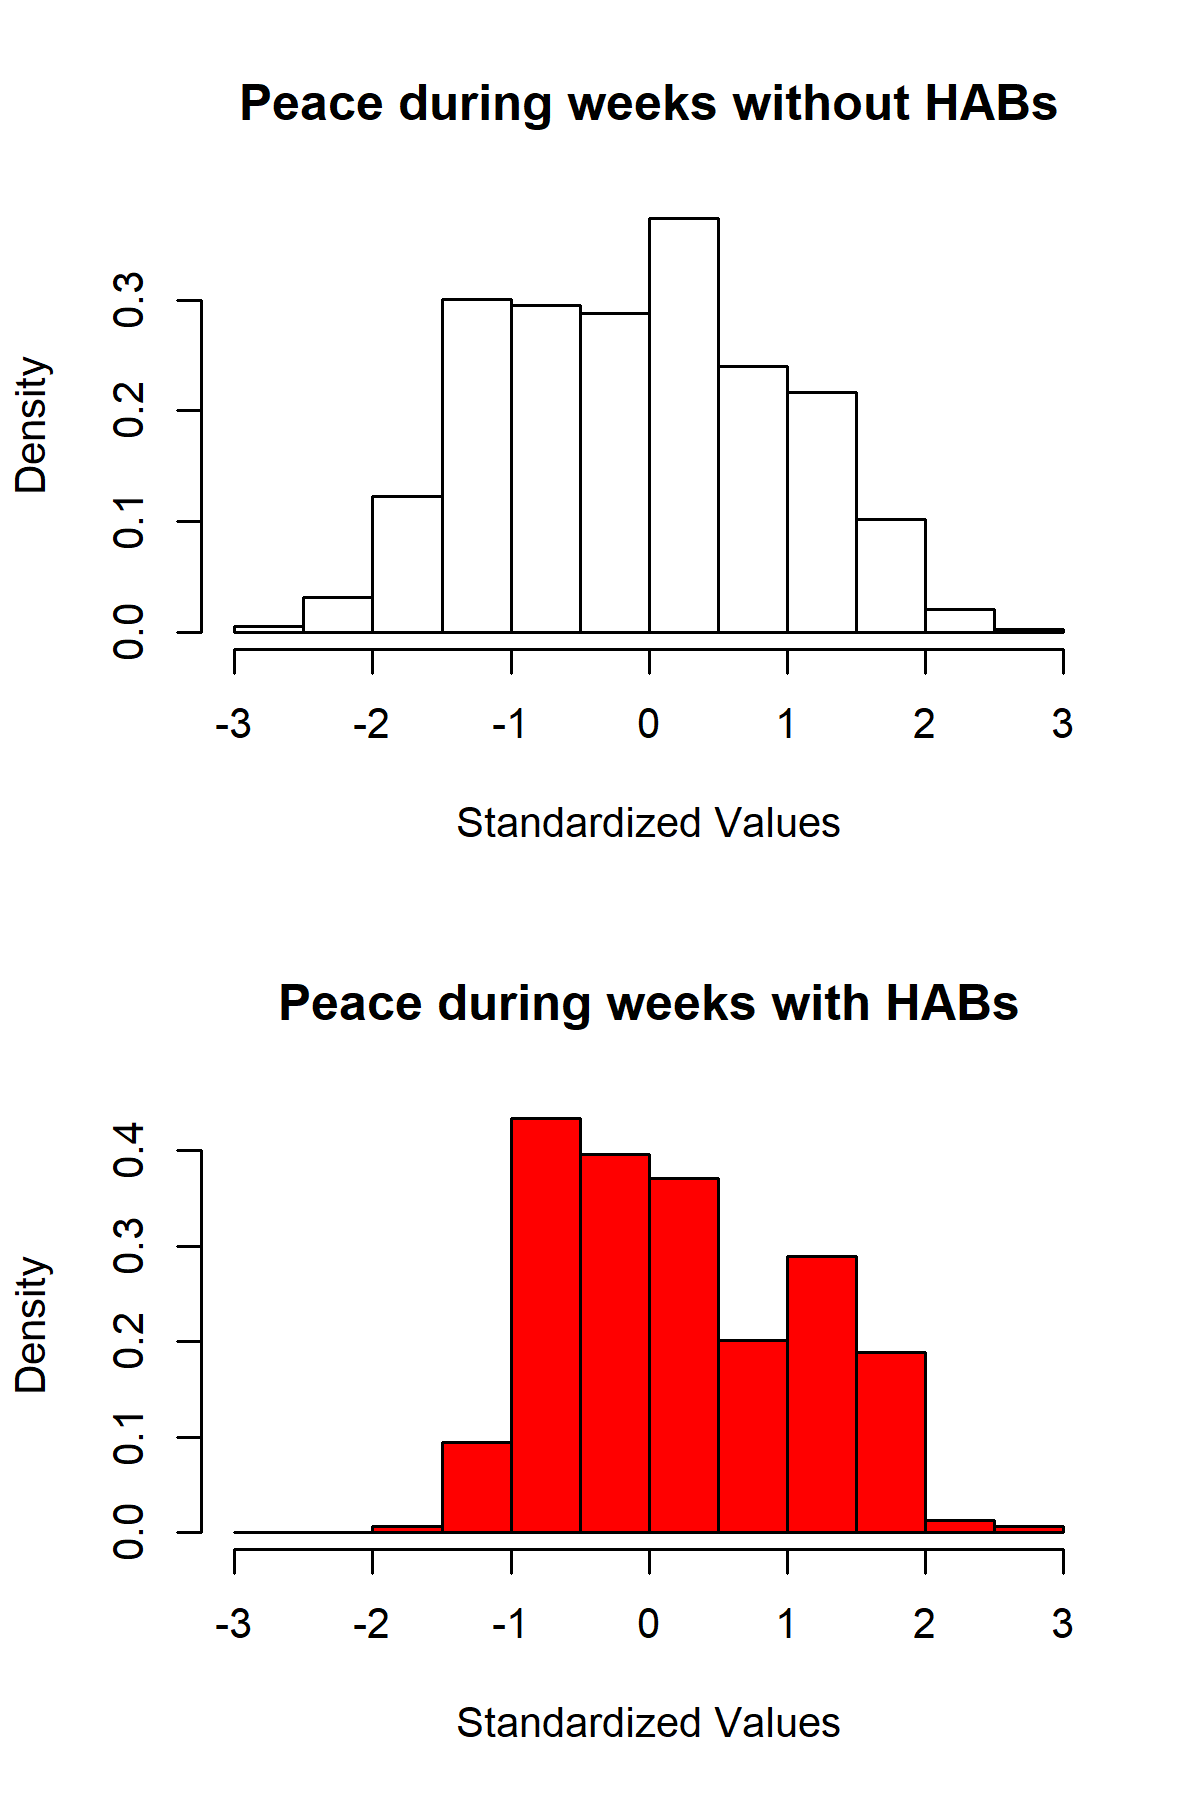 Peace during weeks without HABs
Density
0.0 0.1 0.2 0.3
-3 -2 -1 0 1 2 3
Standardized Values
Peace during weeks with HABs
Density
0.0 0.1 0.2 0.3 0.4
-3 -2 -1 0 1 2 3
Standardized Values